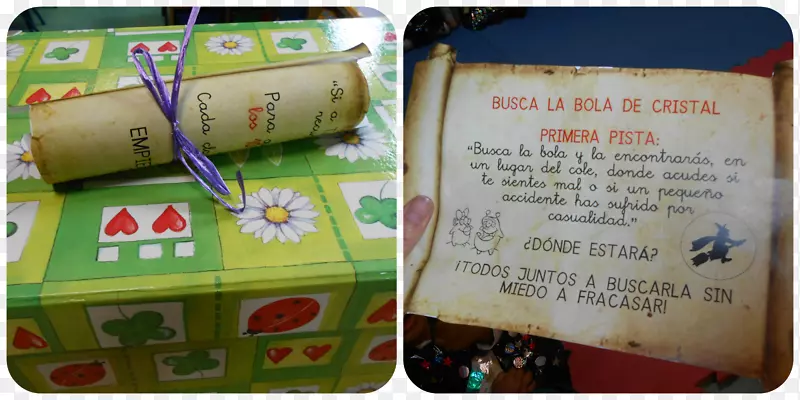 "Si a
Para
los
Cada
BUSCA LA BOLA DE CRISTAL
PRIMERA PISTA:
"Busca la bola y la encontrarás, en
un lugar del cole, donde acudes si
te sientes mal o si un pequeño
accidente has sufrido por
casualidad."
¿DÓNDE ESTARÁ?
¡TODOS JUNTOS A BUSCARLA SIN
MIEDO A FRACASAR!